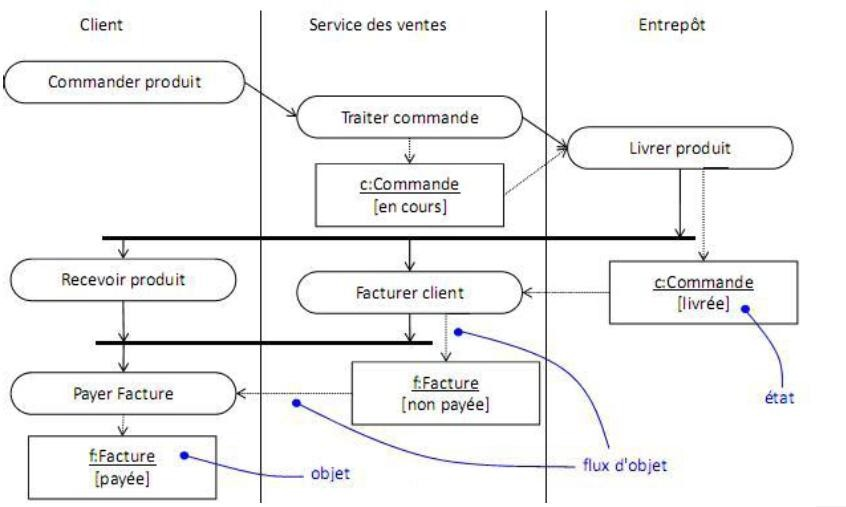 Client
Service des ventes
Entrepôt
Commander produit
Traiter commande
Livrer produit
c:Commande
[en cours]
Recevoir produit
Facturer client
c:Commande
[livrée]
Payer Facture
f:Facture
[non payée]
état
f:Facture
[payée]
objet
flux d'objet